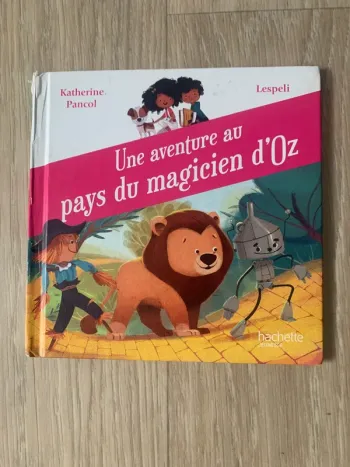 Katherine
Pancol
Lespeli
Une aventure au
pays du magicien d'Oz
hachette